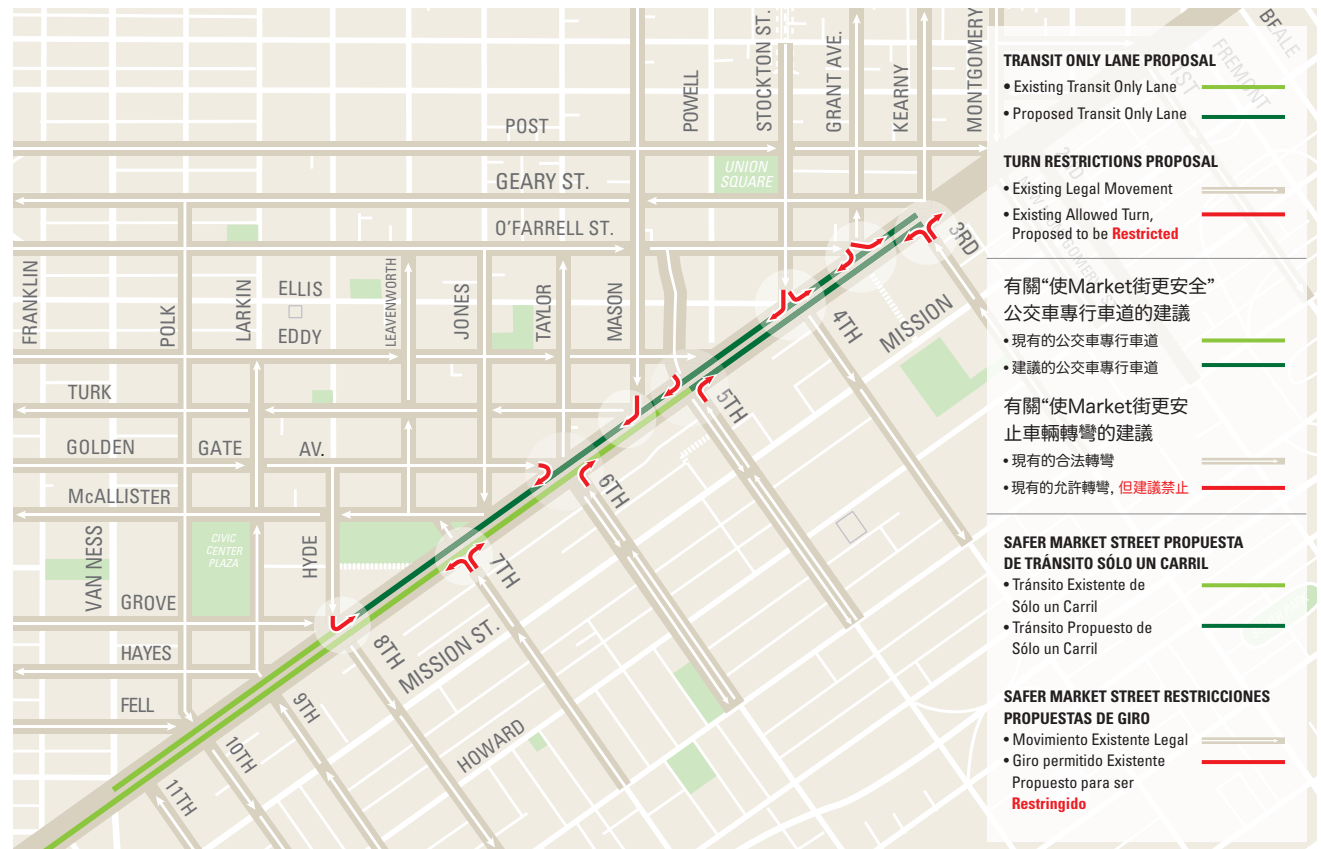 POST
GEARY ST.
O'FARRELL ST.
ELLIS
EDDY
TURK
GOLDEN GATE AV.
McALLISTER
GROVE
HAYES
FELL
FRANKLIN
VAN NESS
POLK
LARKIN
HYDE
LEAVENWORTH
JONES
TAYLOR
MASON
POWELL
STOCKTON ST.
GRANT AVE.
KEARNY
MONTGOMERY
BEALE
FREMONT
1ST
2ND
3RD
4TH
5TH
6TH
7TH
8TH
9TH
10TH
11TH
MISSION
MISSION ST.
HOWARD
UNION
SQUARE
CIVIC
CENTER
PLAZA
TRANSIT ONLY LANE PROPOSAL
• Existing Transit Only Lane
• Proposed Transit Only Lane
TURN RESTRICTIONS PROPOSAL
• Existing Legal Movement
• Existing Allowed Turn,
Proposed to be Restricted
有關“使Market街更安全”
公交車專行車道的建議
• 現有的公交車專行車道
• 建議的公交車專行車道
有關“使Market街更安
止車輛轉彎的建議
• 現有的合法轉彎
• 現有的允許轉彎, 但建議禁止
SAFER MARKET STREET PROPUESTA
DE TRÁNSITO SÓLO UN CARRIL
• Tránsito Existente de
Sólo un Carril
• Tránsito Propuesto de
Sólo un Carril
SAFER MARKET STREET RESTRICCIONES
PROPUESTAS DE GIRO
• Movimiento Existente Legal
• Giro permitido Existente
Propuesto para ser
Restringido